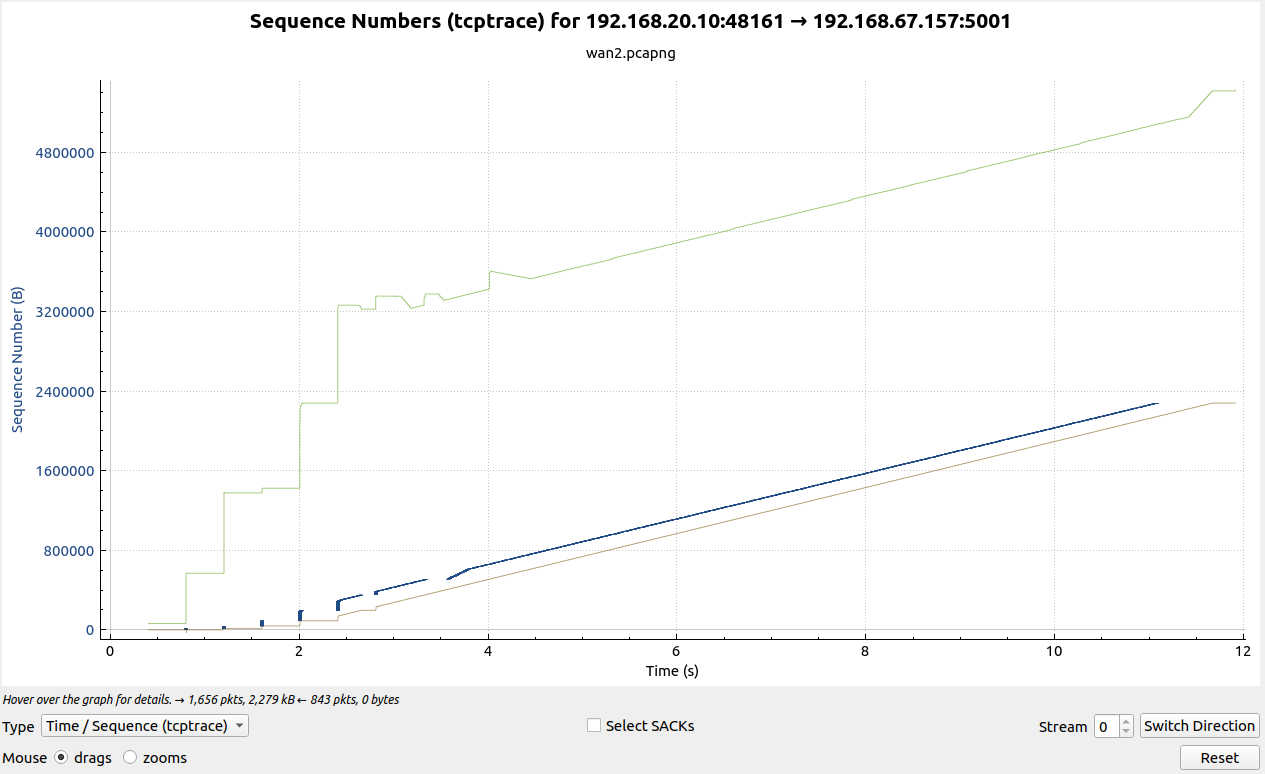 Sequence Numbers (tcptrace) for 192.168.20.10:48161 → 192.168.67.157:5001
wan2.pcapng
Sequence Number (B)
4800000
4000000
3200000
2400000
1600000
800000
0
0 2 4 6 8 10 12
Time (s)
Hover over the graph for details. → 1,656 pkts, 2,279 kB ← 843 pkts, 0 bytes
Type Time / Sequence (tcptrace) Select SACKs Stream 0 Switch Direction
Mouse drags zooms Reset